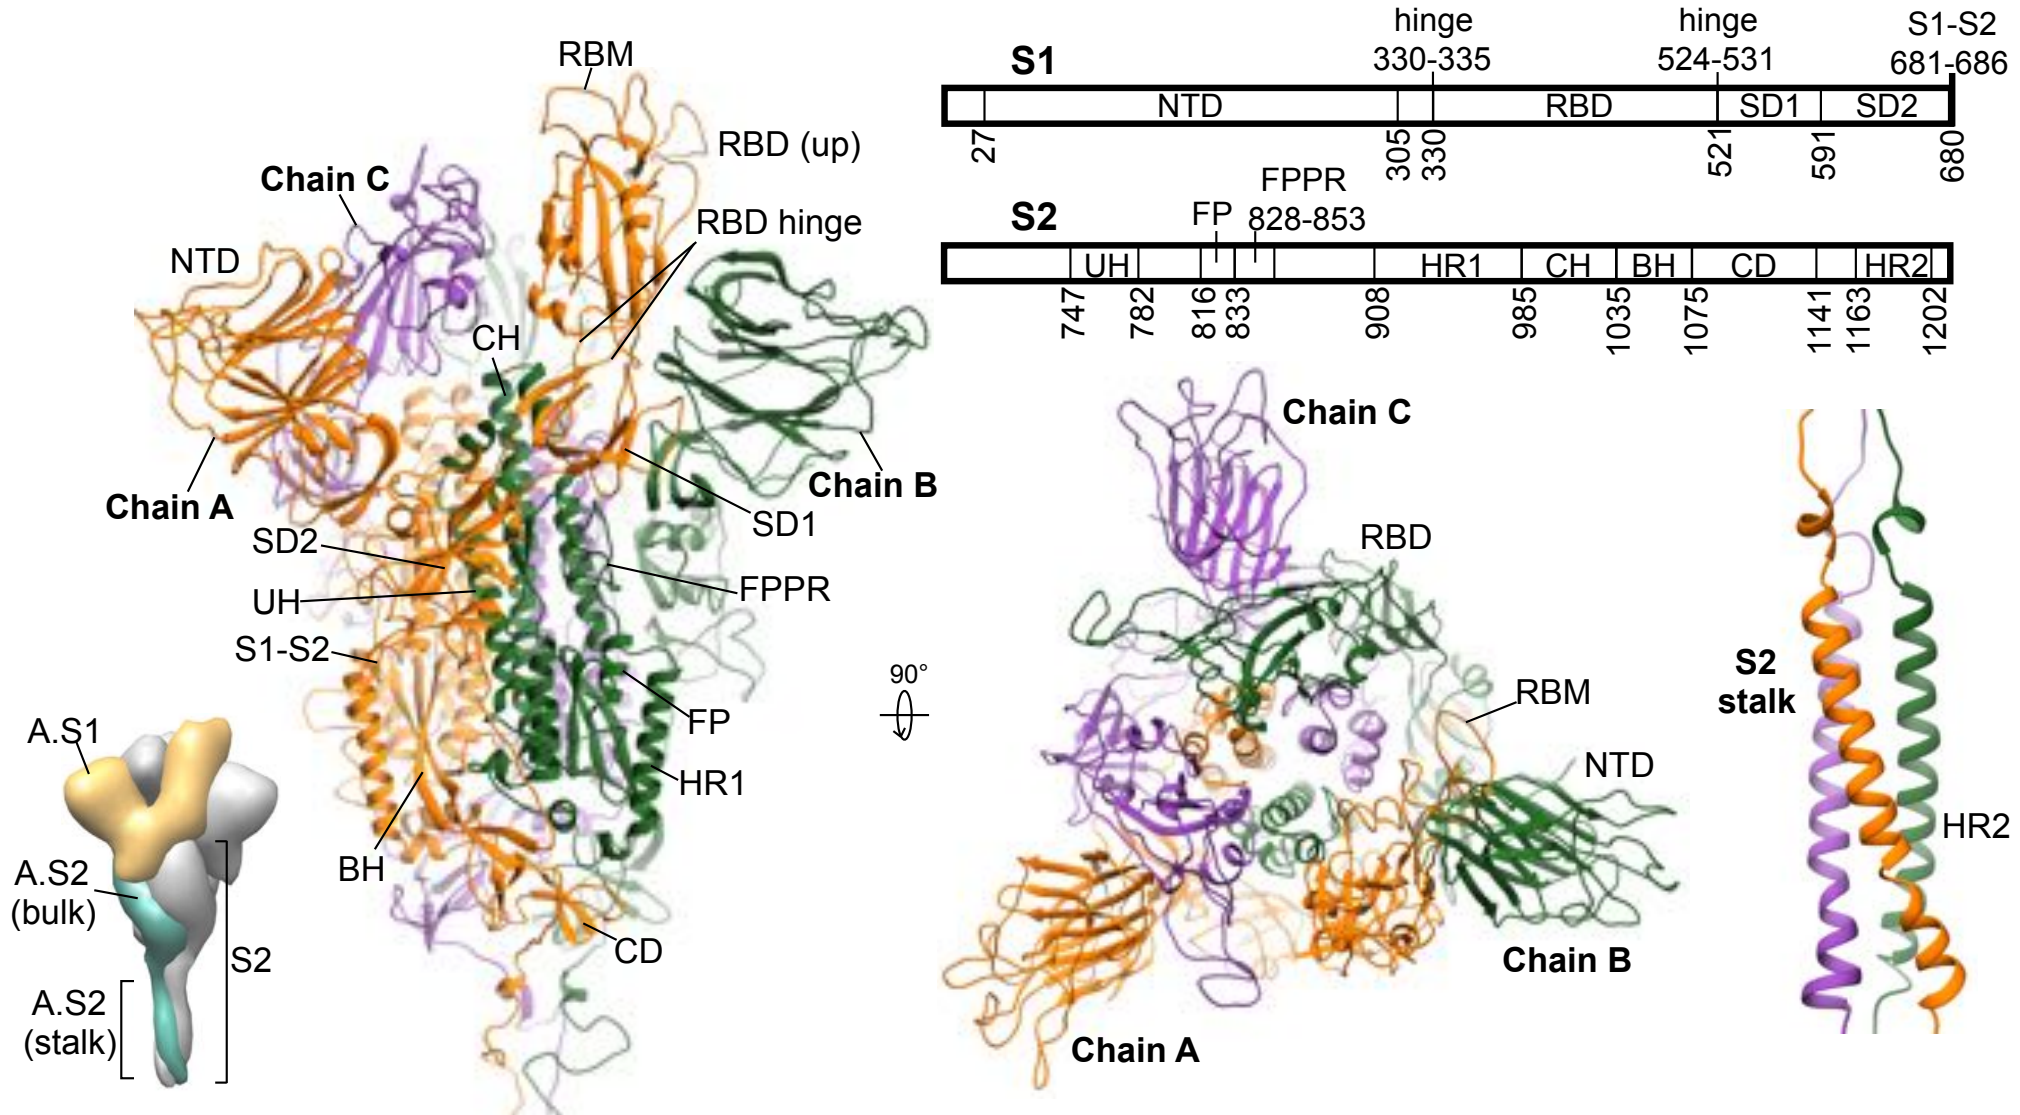 RBM
RBD (up)
Chain C
RBD hinge
NTD
CH
Chain A
Chain B
SD1
SD2
FPPR
UH
S1-S2
FP
HR1
BH
CD
A.S1
A.S2
(bulk)
S2
A.S2
(stalk)
90°
hinge
330-335
hinge
524-531
S1-S2
681-686
S1
NTD
RBD
SD1
SD2
27
305
330
521
591
680
FPPR
828-853
FP
S2
UH
HR1
CH
BH
CD
HR2
747
782
816
833
908
985
1035
1075
1141
1163
1202
Chain C
RBD
RBM
NTD
Chain B
Chain A
S2
stalk
HR2